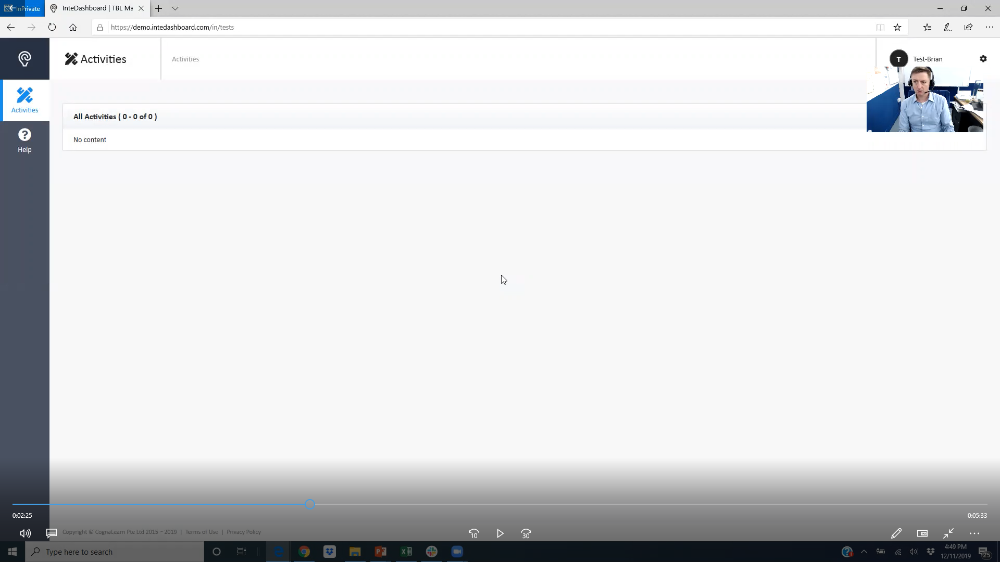 InPrivate
InteDashboard | TBL Ma
https://demo.intedashboard.com/in/tests
Activities
Activities
T
Test-Brian
Activities
All Activities ( 0 - 0 of 0 )
No content
Help
0:02:25
0:05:33
Copyright © CognaLearn Pte Ltd 2015 ~ 2019 | Terms of Use | Privacy Policy
10
30
Type here to search
4:49 PM
12/11/2019
25